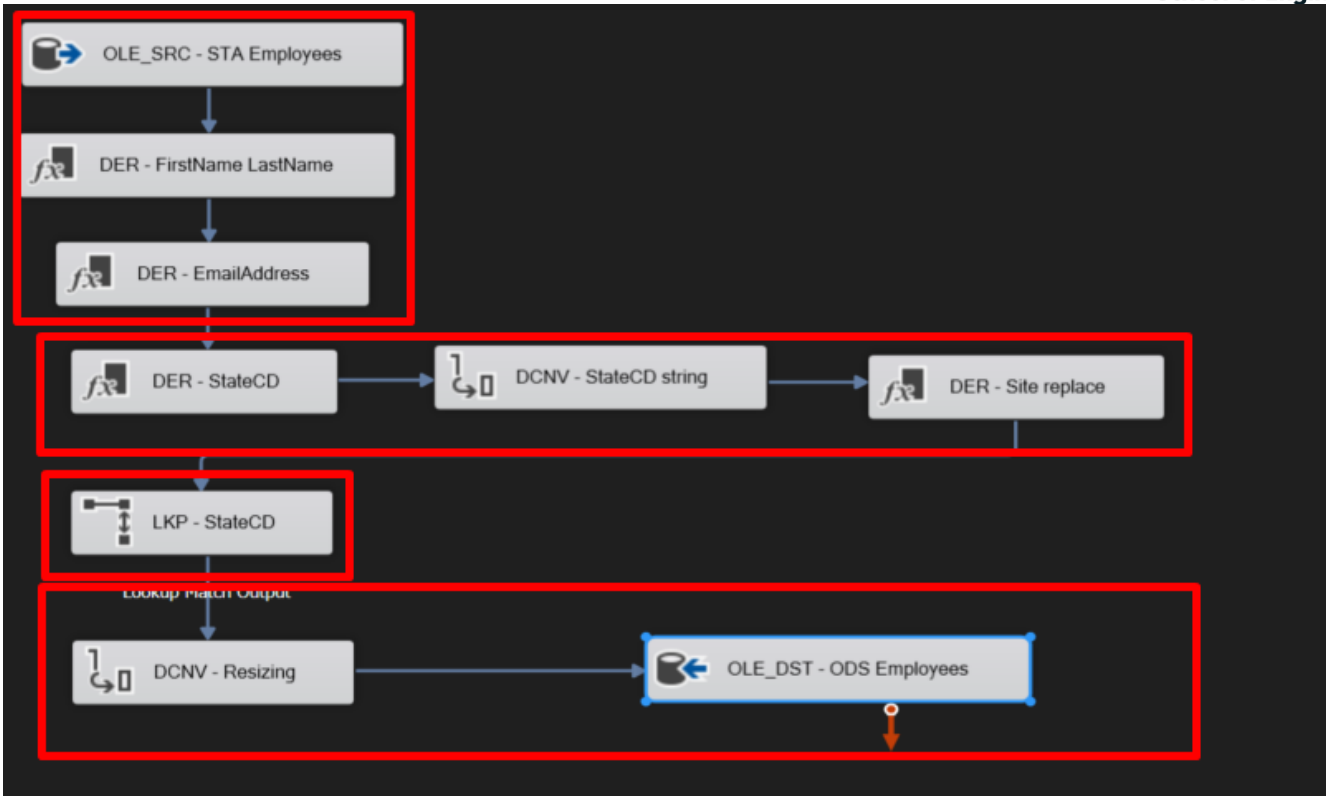 OLE_SRC - STA Employees
DER - FirstName LastName
DER - EmailAddress
DER - StateCD
DCNV - StateCD string
DER - Site replace
LKP - StateCD
Lookup Match Output
DCNV - Resizing
OLE_DST - ODS Employees